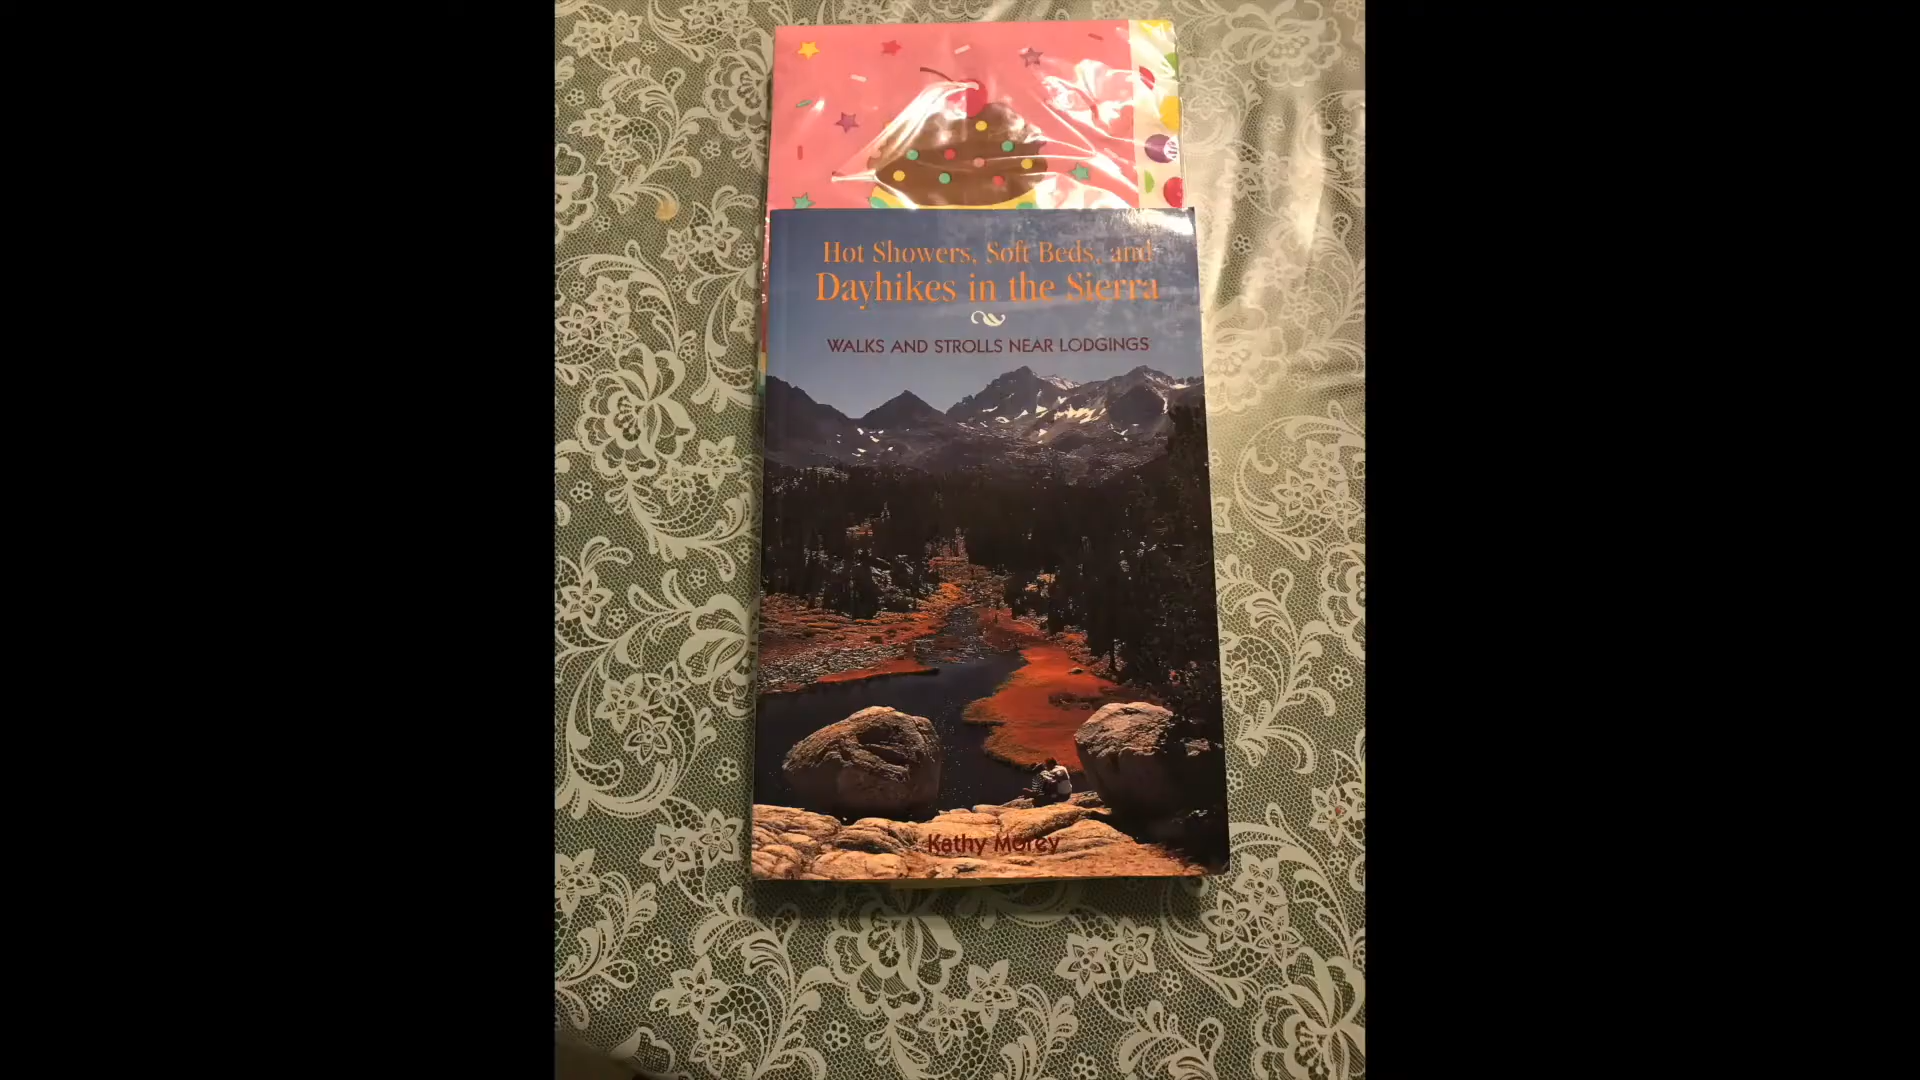 Hot Showers, Soft Beds, and
Dayhikes in the Sierra
WALKS AND STROLLS NEAR LODGINGS
Kathy Morey